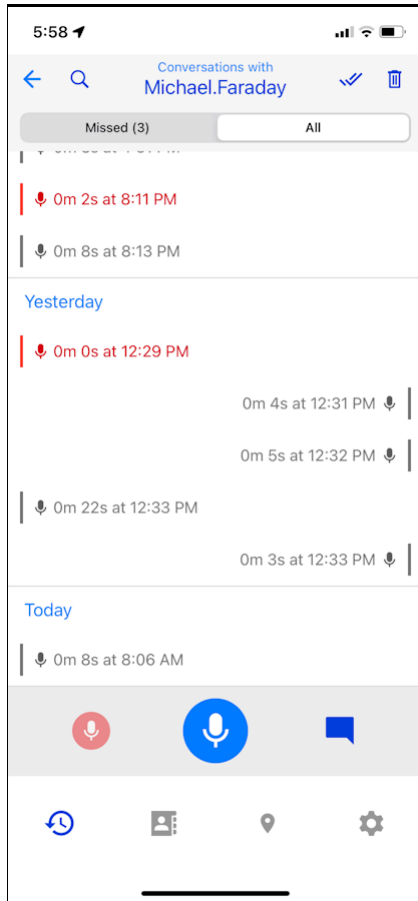 5:58
Conversations with
Michael.Faraday
Missed (3)
All
0m 2s at 8:11 PM
0m 8s at 8:13 PM
Yesterday
0m 0s at 12:29 PM
0m 4s at 12:31 PM
0m 5s at 12:32 PM
0m 22s at 12:33 PM
0m 3s at 12:33 PM
Today
0m 8s at 8:06 AM